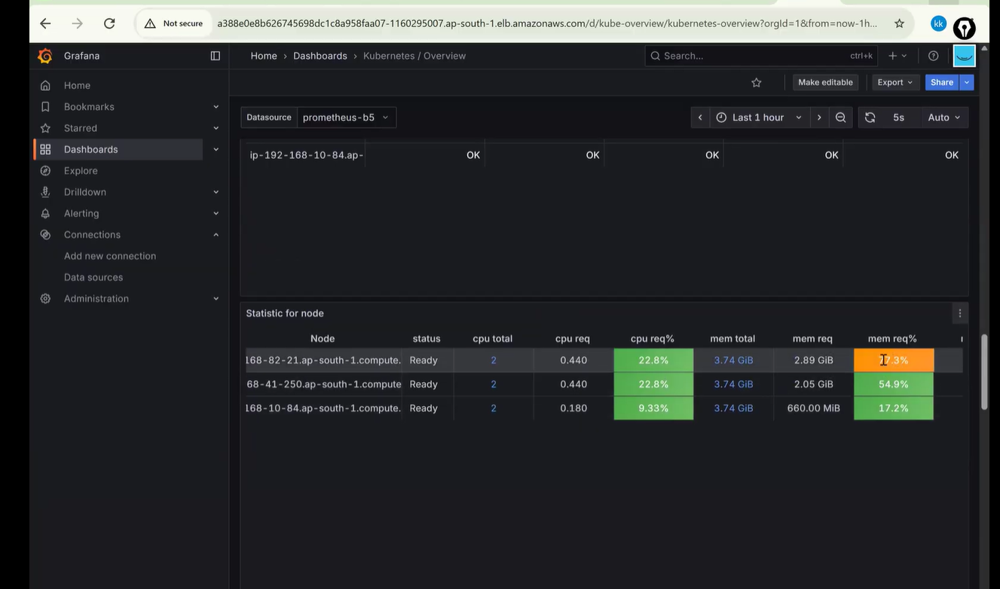 Not secure a388e0e8b626745698dc1c8a958faa07-1160295007.ap-south-1.elb.amazonaws.com/d/kube-overview/kubernetes-overview?orgId=1&from=now-1h... kk
Grafana
Home › Dashboards › Kubernetes / Overview
Search... ctrl+k
Home
Bookmarks
Starred
Dashboards
Explore
Drilldown
Alerting
Connections
Add new connection
Data sources
Administration
Make editable Export Share
Datasource prometheus-b5 Last 1 hour 5s Auto
ip-192-168-10-84.ap- OK OK OK OK OK
Statistic for node
Node status cpu total cpu req cpu req% mem total mem req mem req%
168-82-21.ap-south-1.compute. Ready 2 0.440 22.8% 3.74 GiB 2.89 GiB
68-41-250.ap-south-1.compute Ready 2 0.440 22.8% 3.74 GiB 2.05 GiB 54.9%
168-10-84.ap-south-1.compute. Ready 2 0.180 9.33% 3.74 GiB 660.00 MiB 17.2%